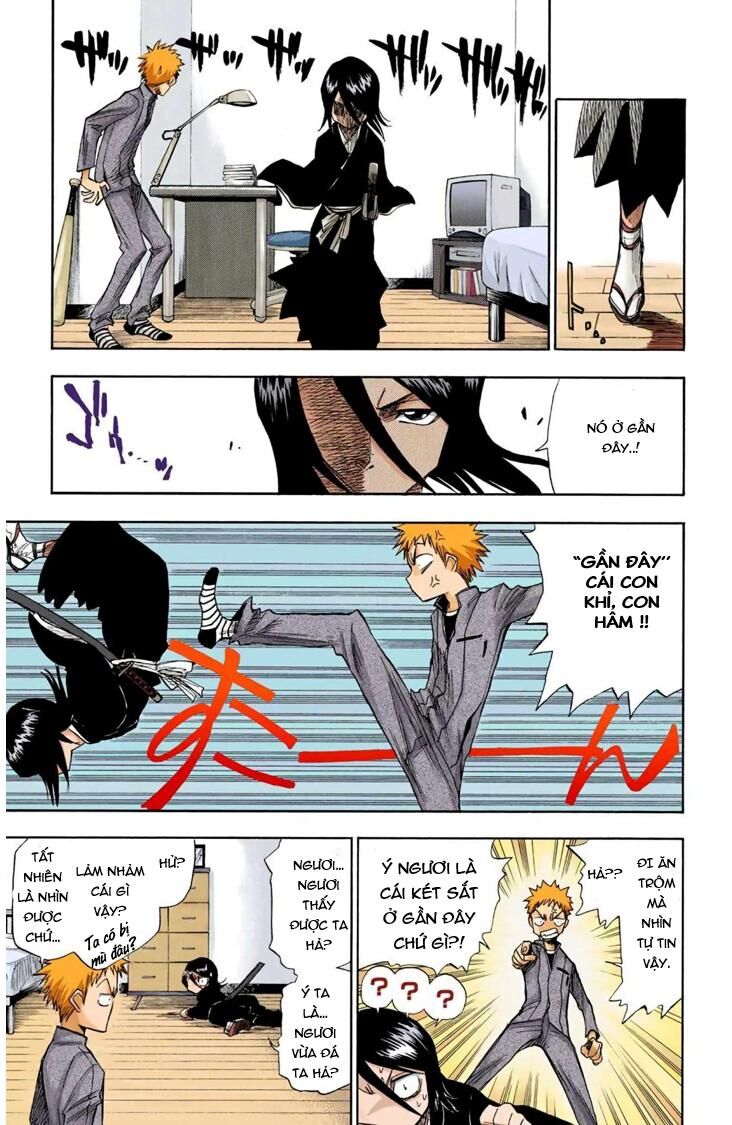 NÓ Ở GẦN
ĐÂY..!
“GẦN ĐÂY”
CÁI CON
KHỈ, CON
HÂM !!
ĐI ĂN
TRỘM
MÀ
NHÌN
TỰ TIN
VẬY.
HẢ??
Ý NGƯƠI LÀ
CÁI KÉT SẮT
Ở GẦN ĐÂY
CHỨ GÌ?!
? ? ?
NGƯƠI...
NGƯƠI
THẤY
ĐƯỢC TA
HẢ?
Ý TA
LÀ...
NGƯƠI
VỪA ĐÁ
TA HẢ?
HỬ?
LẢM NHẢM
CÁI GÌ
VẬY?
Ta có bị
mù đâu?
TẤT
NHIÊN
LÀ NHÌN
ĐƯỢC
CHỨ...